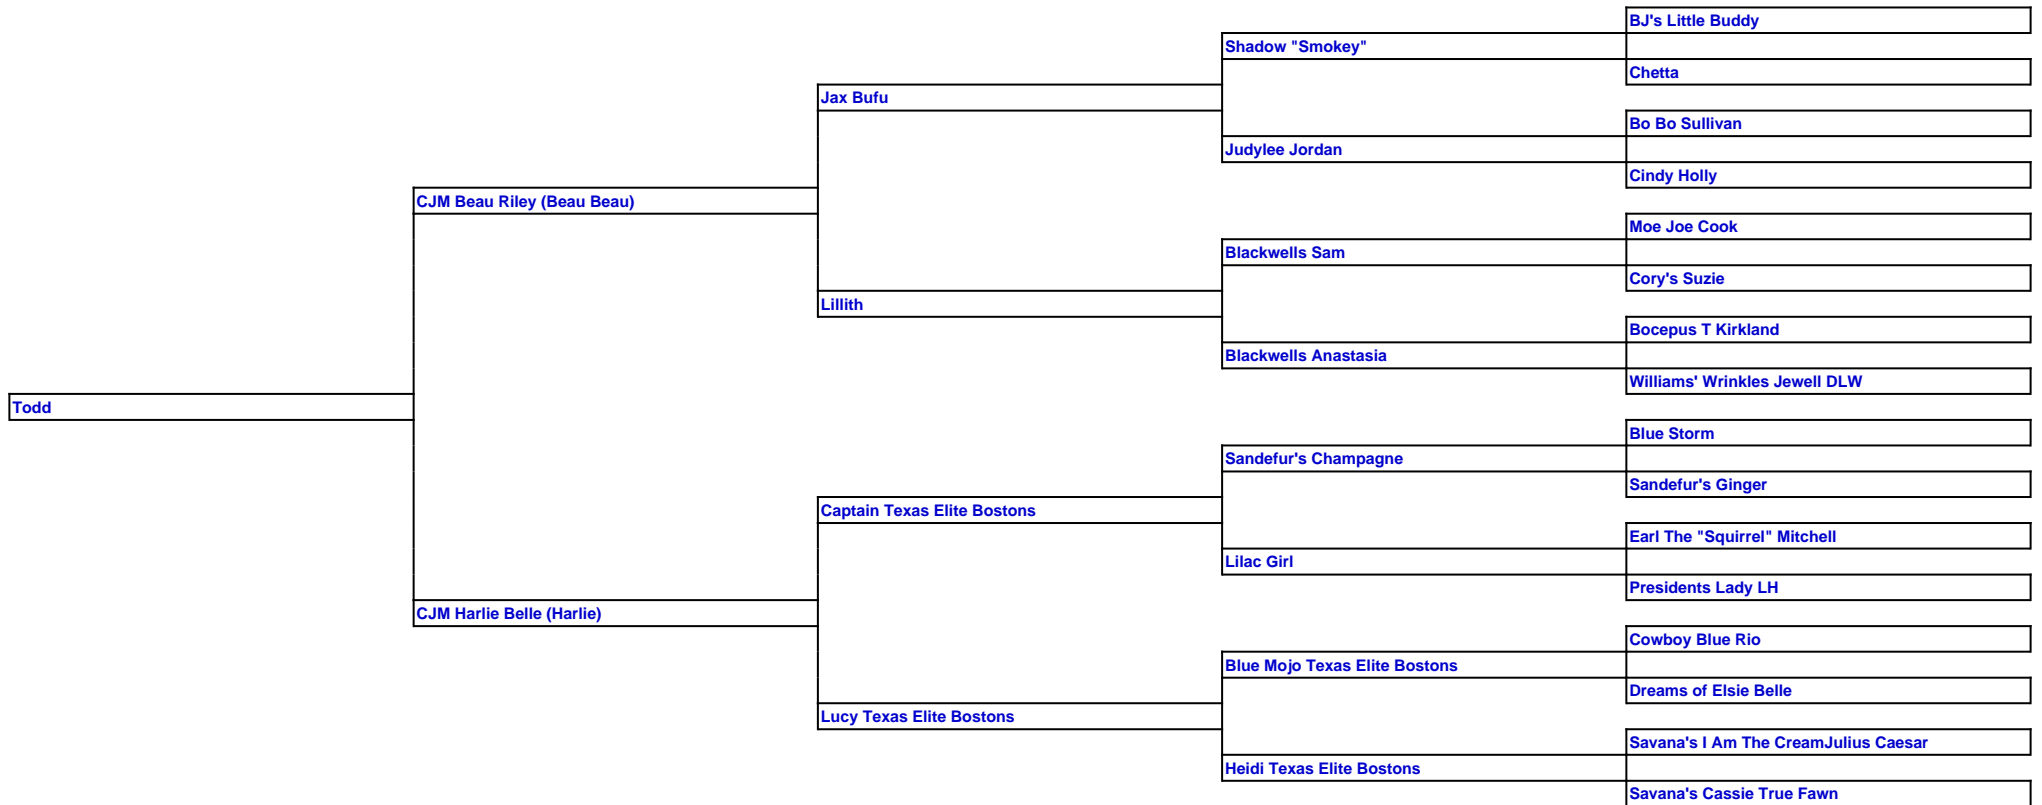 BJ's Little Buddy
Shadow "Smokey"
Chetta
Jax Bufu
Bo Bo Sullivan
Judylee Jordan
Cindy Holly
CJM Beau Riley (Beau Beau)
Moe Joe Cook
Blackwells Sam
Cory's Suzie
Lillith
Bocepus T Kirkland
Blackwells Anastasia
Williams' Wrinkles Jewell DLW
Todd
Blue Storm
Sandefur's Champagne
Sandefur's Ginger
Captain Texas Elite Bostons
Earl The "Squirrel" Mitchell
Lilac Girl
Presidents Lady LH
CJM Harlie Belle (Harlie)
Cowboy Blue Rio
Blue Mojo Texas Elite Bostons
Dreams of Elsie Belle
Lucy Texas Elite Bostons
Savana's I Am The CreamJulius Caesar
Heidi Texas Elite Bostons
Savana's Cassie True Fawn